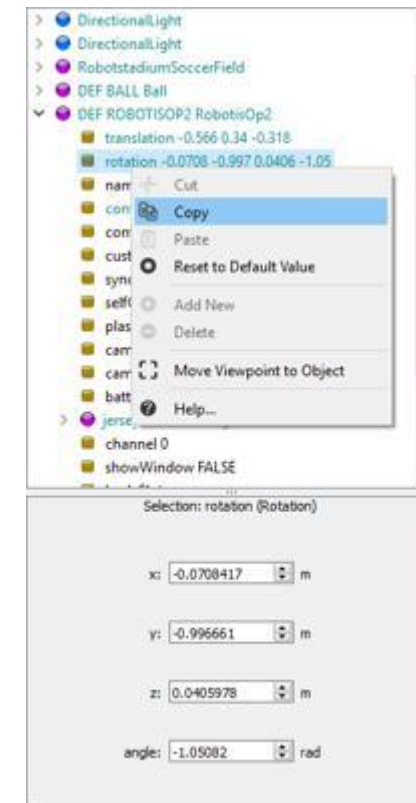 DirectionalLight
DirectionalLight
RobotstadiumSoccerField
DEF BALL Ball
DEF ROBOTISOP2 RobotisOp2
translation -0.566 0.34 -0.318
rotation -0.0708 -0.997 0.0406 -1.05
nam
Cut
con
Copy
con
Paste
cust
Reset to Default Value
sync
self
Add New
plas
Delete
cam
cam
Move Viewpoint to Object
batt
Help...
jerse
channel 0
showWindow FALSE
Selection: rotation (Rotation)
x: -0.0708417 m
y: -0.996661 m
z: 0.0405978 m
angle: -1.05082 rad